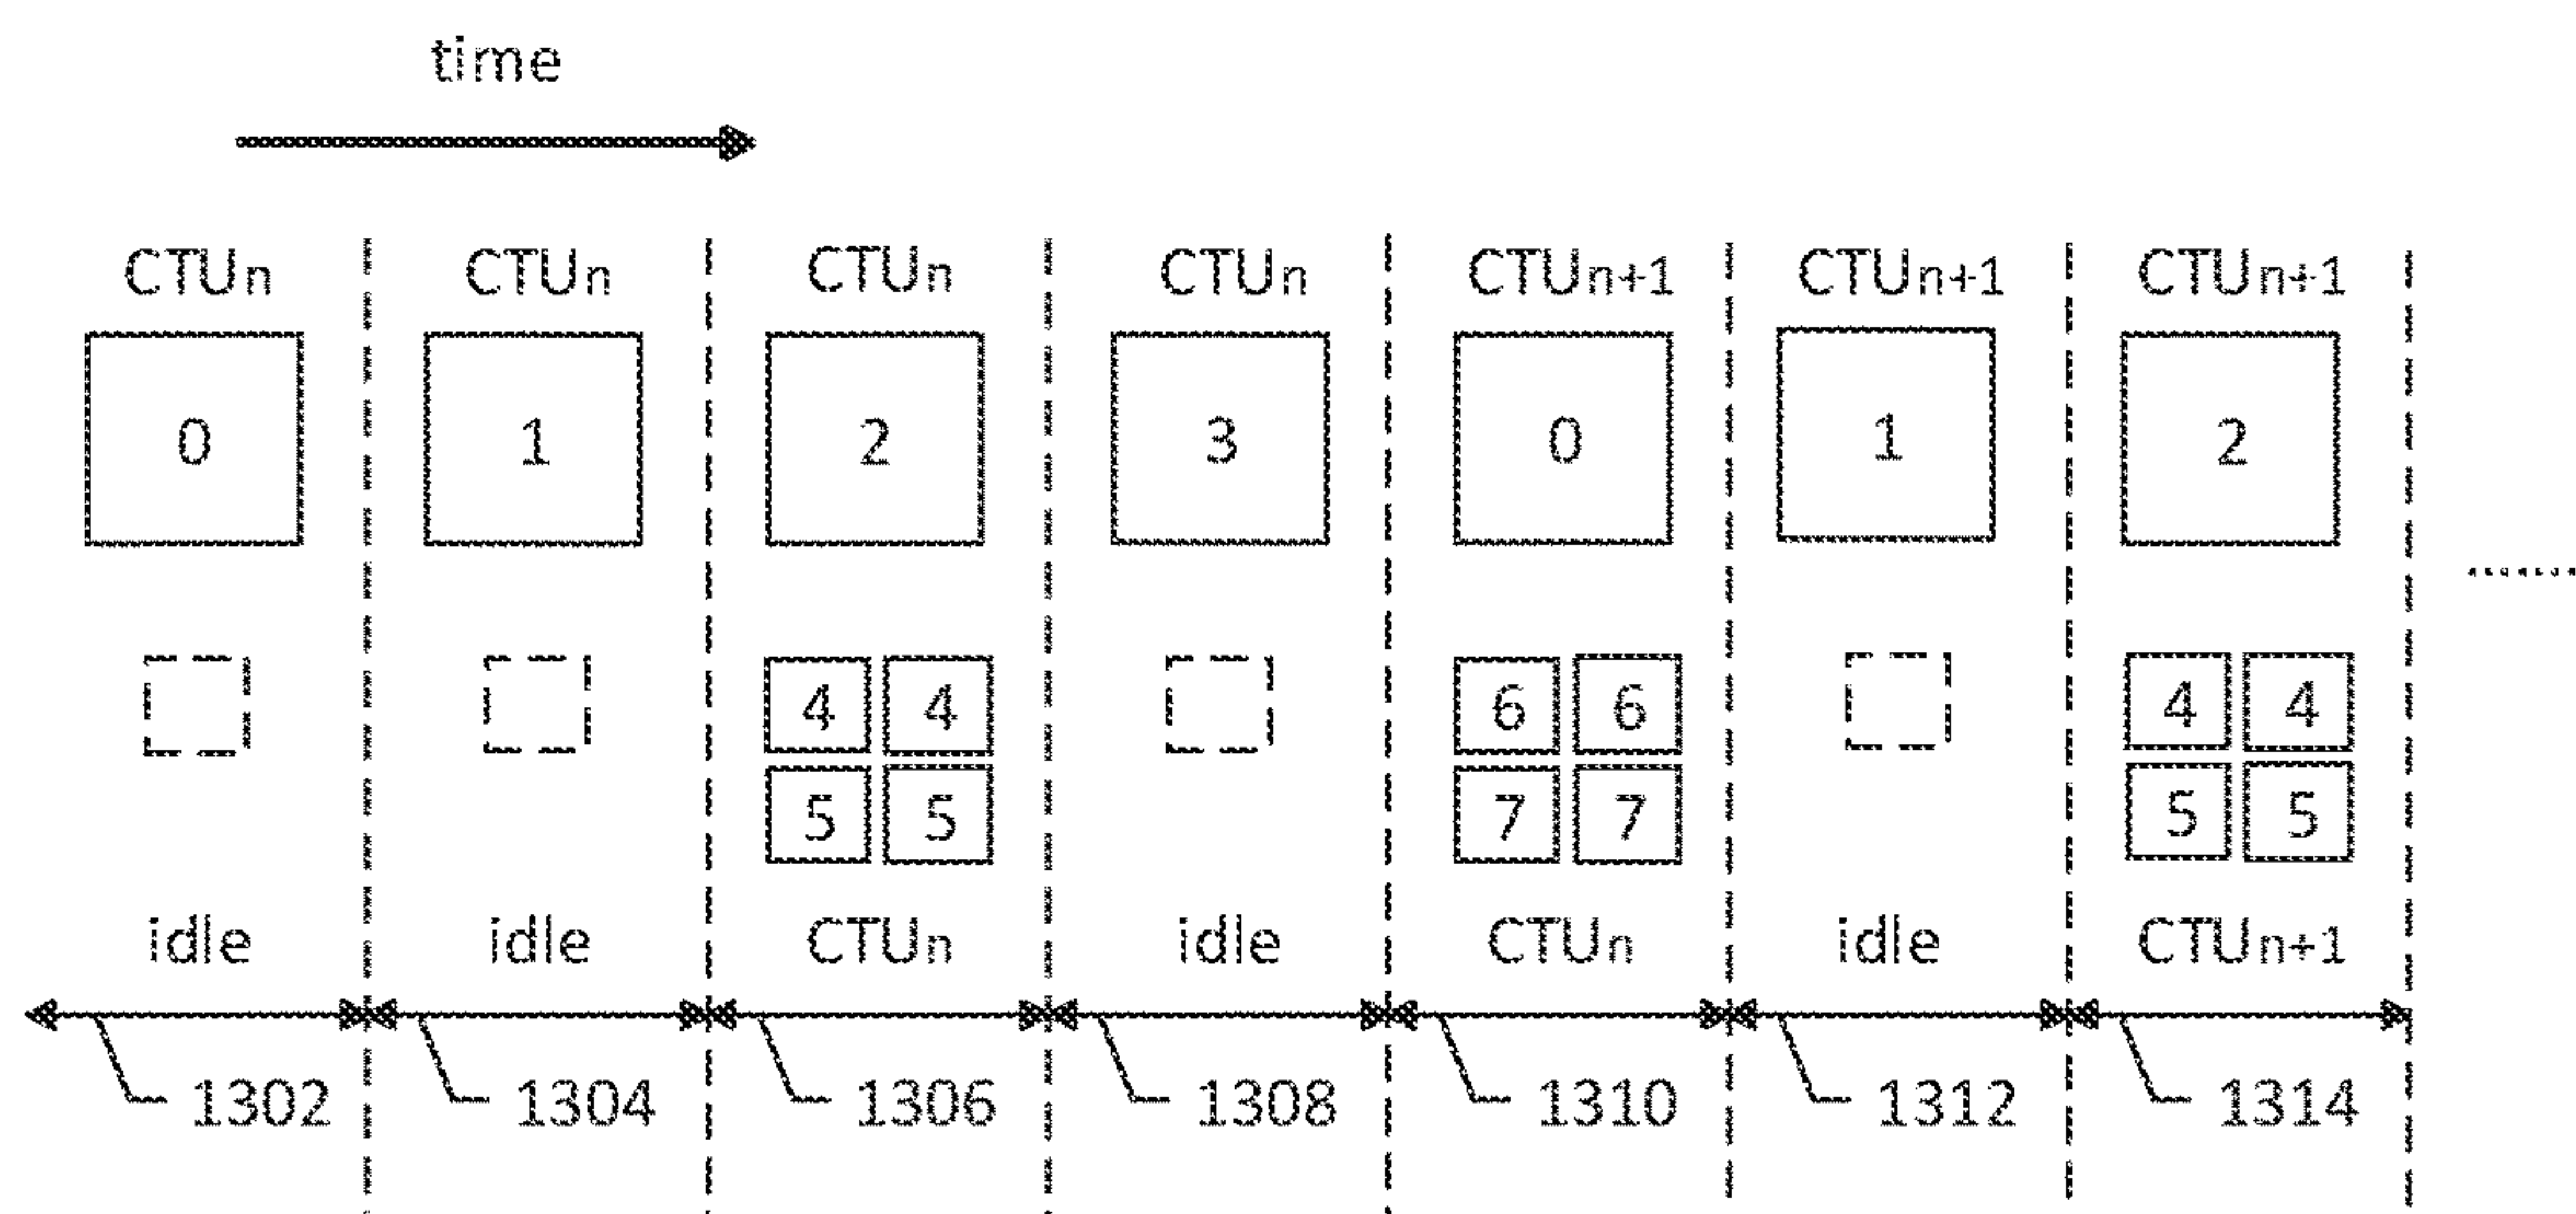 time
CTUn CTUn CTUn CTUn CTUn+1 CTUn+1 CTUn+1
0 1 2 3 0 1 2
4 4 6 6 4 4
5 5 7 7 5 5
idle idle CTUn idle CTUn idle CTUn+1
1302 1304 1306 1308 1310 1312 1314